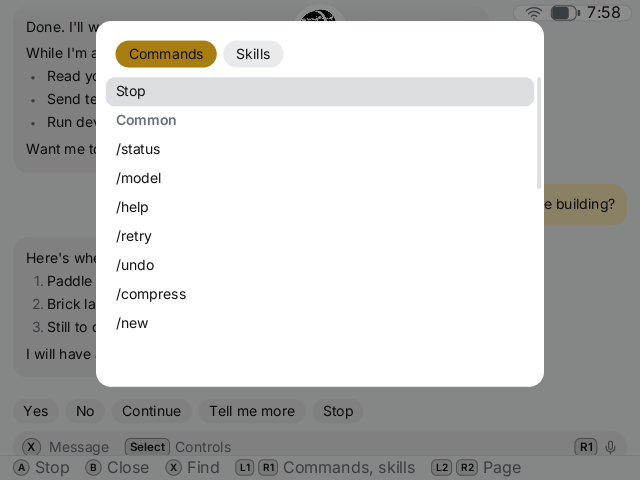 Done. I'll w
7:58
While I'm a
Commands
Skills
Read yo
Stop
Send te
Common
Run dev
/status
Want me to
/model
/help
e building?
/retry
Here's whe
/undo
1. Paddle
/compress
2. Brick la
/new
3. Still to
I will have
Yes
No
Continue
Tell me more
Stop
X Message Select Controls R1
A Stop B Close X Find L1 R1 Commands, skills L2 R2 Page